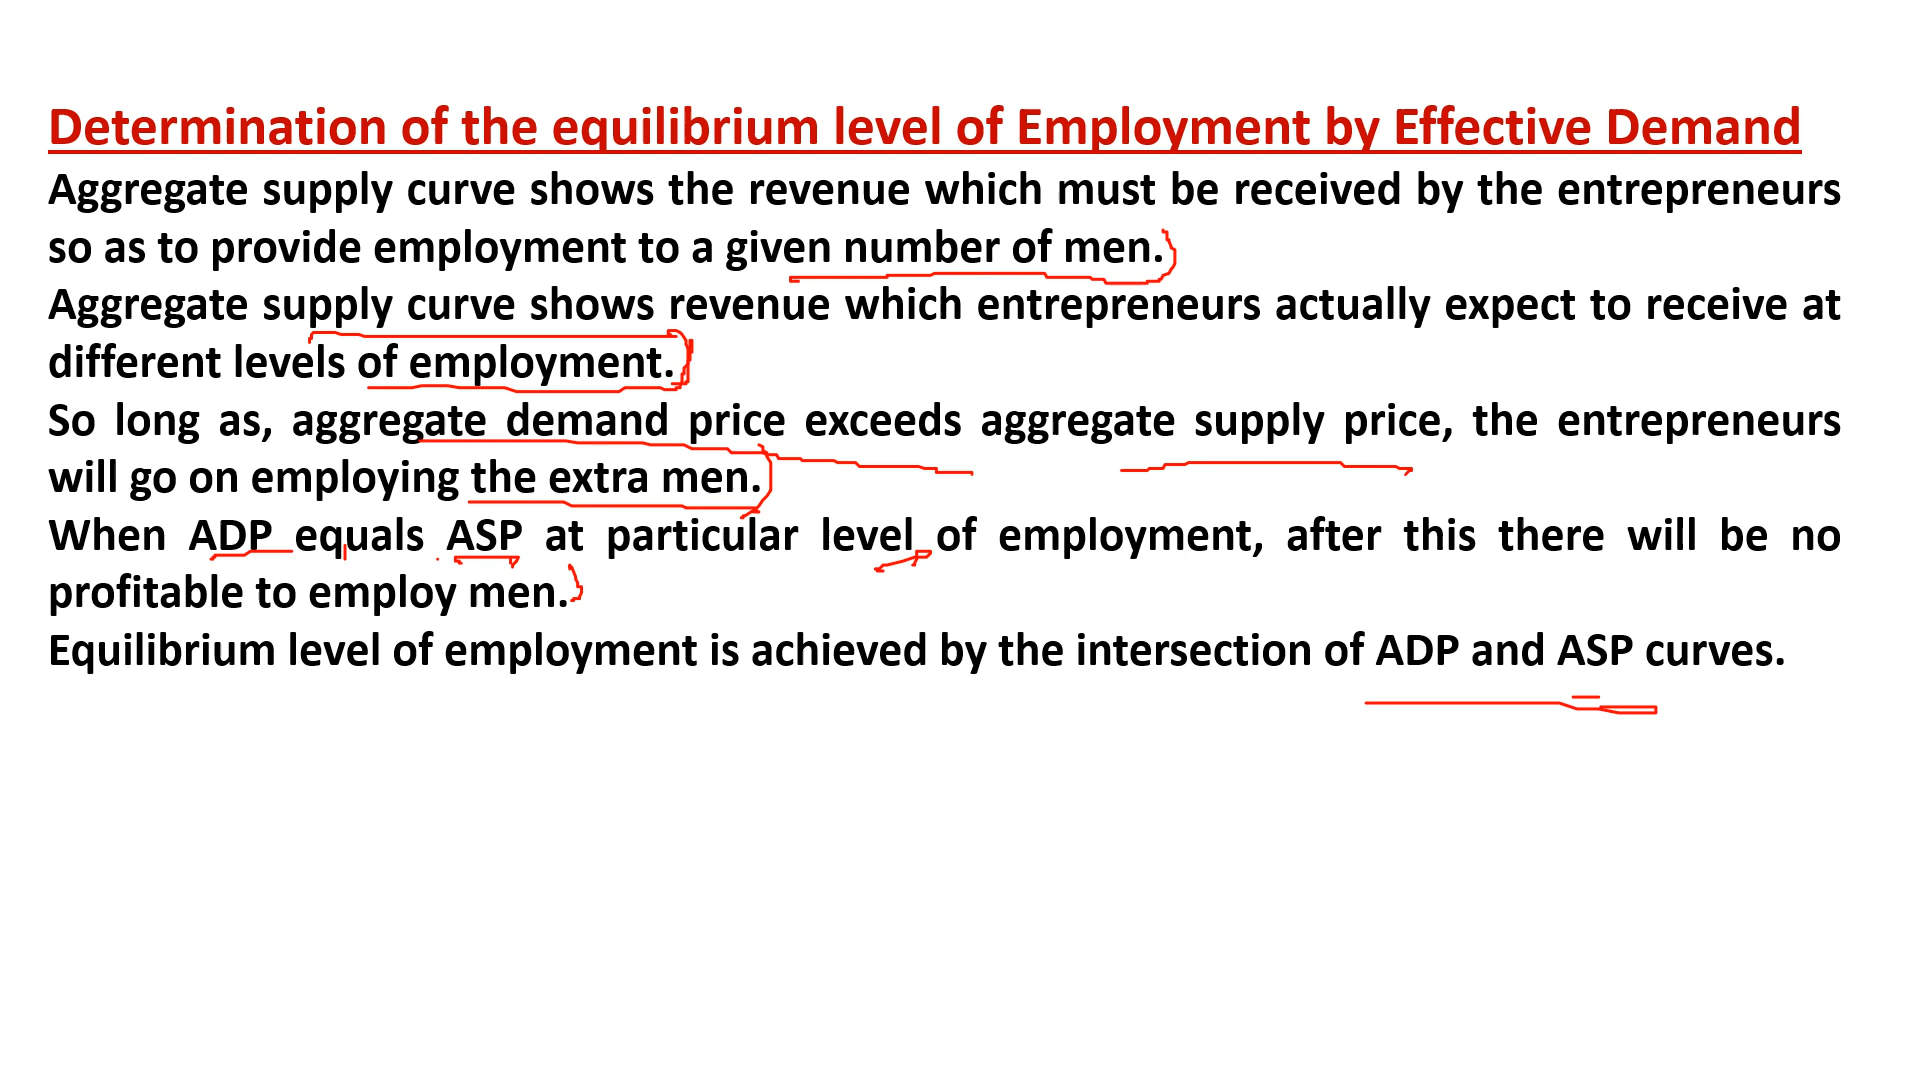 Determination of the equilibrium level of Employment by Effective Demand
Aggregate supply curve shows the revenue which must be received by the entrepreneurs
so as to provide employment to a given number of men.
Aggregate supply curve shows revenue which entrepreneurs actually expect to receive at
different levels of employment.
So long as, aggregate demand price exceeds aggregate supply price, the entrepreneurs
will go on employing the extra men.
When ADP equals ASP at particular level of employment, after this there will be no
profitable to employ men.
Equilibrium level of employment is achieved by the intersection of ADP and ASP curves.